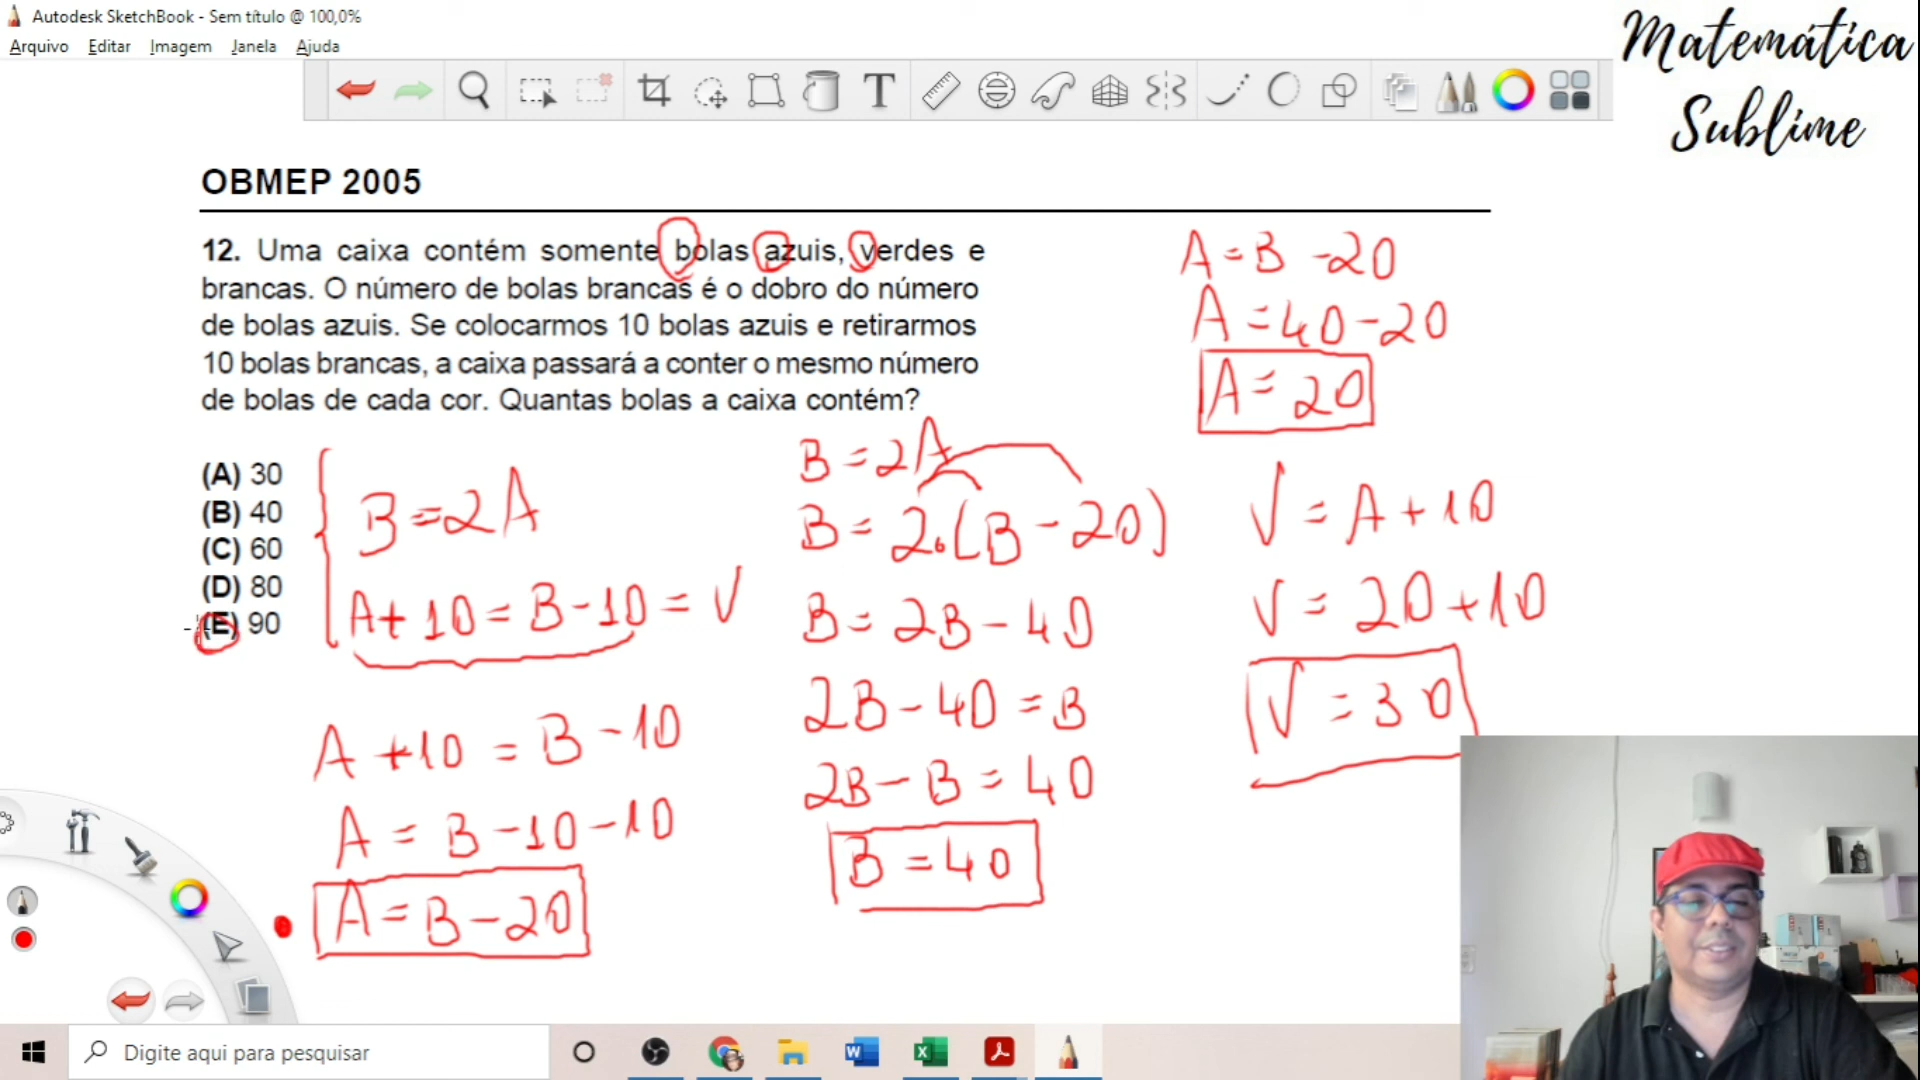 Autodesk SketchBook - Sem título @ 100,0%
Arquivo Editar Imagem Janela Ajuda
Matemática
Sublime
OBMEP 2005
12. Uma caixa contém somente bolas azuis, verdes e
brancas. O número de bolas brancas é o dobro do número
de bolas azuis. Se colocarmos 10 bolas azuis e retirarmos
10 bolas brancas, a caixa passará a conter o mesmo número
de bolas de cada cor. Quantas bolas a caixa contém?
(A) 30
(B) 40
(C) 60
(D) 80
(E) 90
B=2A
A+10=B-10=V
A+10=B-10
A=B-10-10
A=B-20
B=2A
B=2.(B-20)
B=2B-40
2B-40=B
2B-B=40
B=40
A=B-20
A=40-20
A=20
V=A+10
V=20+10
V=30
Digite aqui para pesquisar